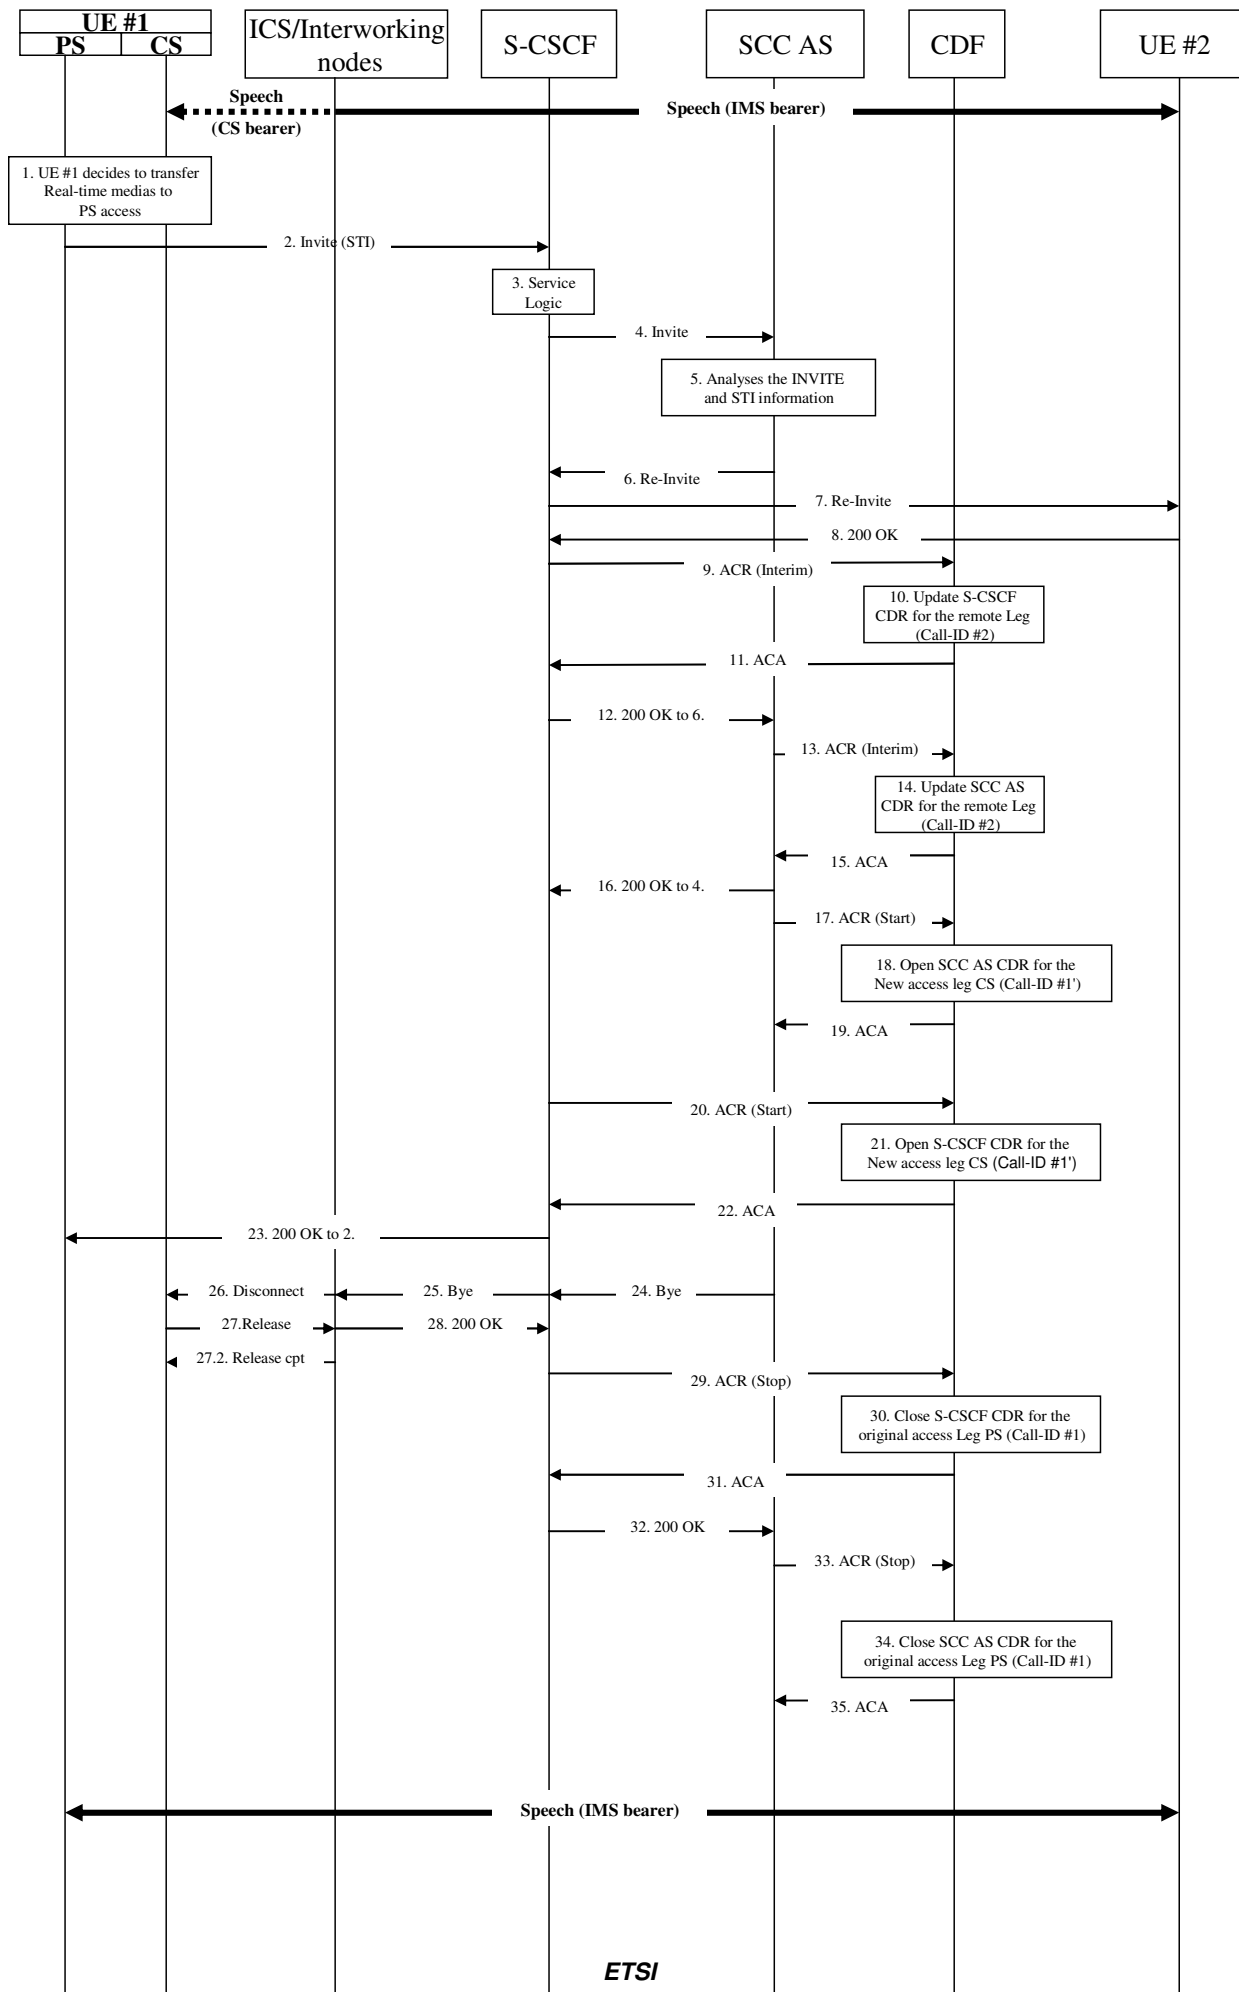 UE #1
PS CS
ICS/Interworking
nodes
S-CSCF
SCC AS
CDF
UE #2
Speech
(CS bearer)
Speech (IMS bearer)
1. UE #1 decides to transfer
Real-time medias to
PS access
2. Invite (STI)
3. Service
Logic
4. Invite
5. Analyses the INVITE
and STI information
6. Re-Invite
7. Re-Invite
8. 200 OK
9. ACR (Interim)
10. Update S-CSCF
CDR for the remote Leg
(Call-ID #2)
11. ACA
12. 200 OK to 6.
13. ACR (Interim)
14. Update SCC AS
CDR for the remote Leg
(Call-ID #2)
15. ACA
16. 200 OK to 4.
17. ACR (Start)
18. Open SCC AS CDR for the
New access leg CS (Call-ID #1')
19. ACA
20. ACR (Start)
21. Open S-CSCF CDR for the
New access leg CS (Call-ID #1')
22. ACA
23. 200 OK to 2.
26. Disconnect
25. Bye
24. Bye
27.Release
28. 200 OK
27.2. Release cpt
29. ACR (Stop)
30. Close S-CSCF CDR for the
original access Leg PS (Call-ID #1)
31. ACA
32. 200 OK
33. ACR (Stop)
34. Close SCC AS CDR for the
original access Leg PS (Call-ID #1)
35. ACA
Speech (IMS bearer)
ETSI